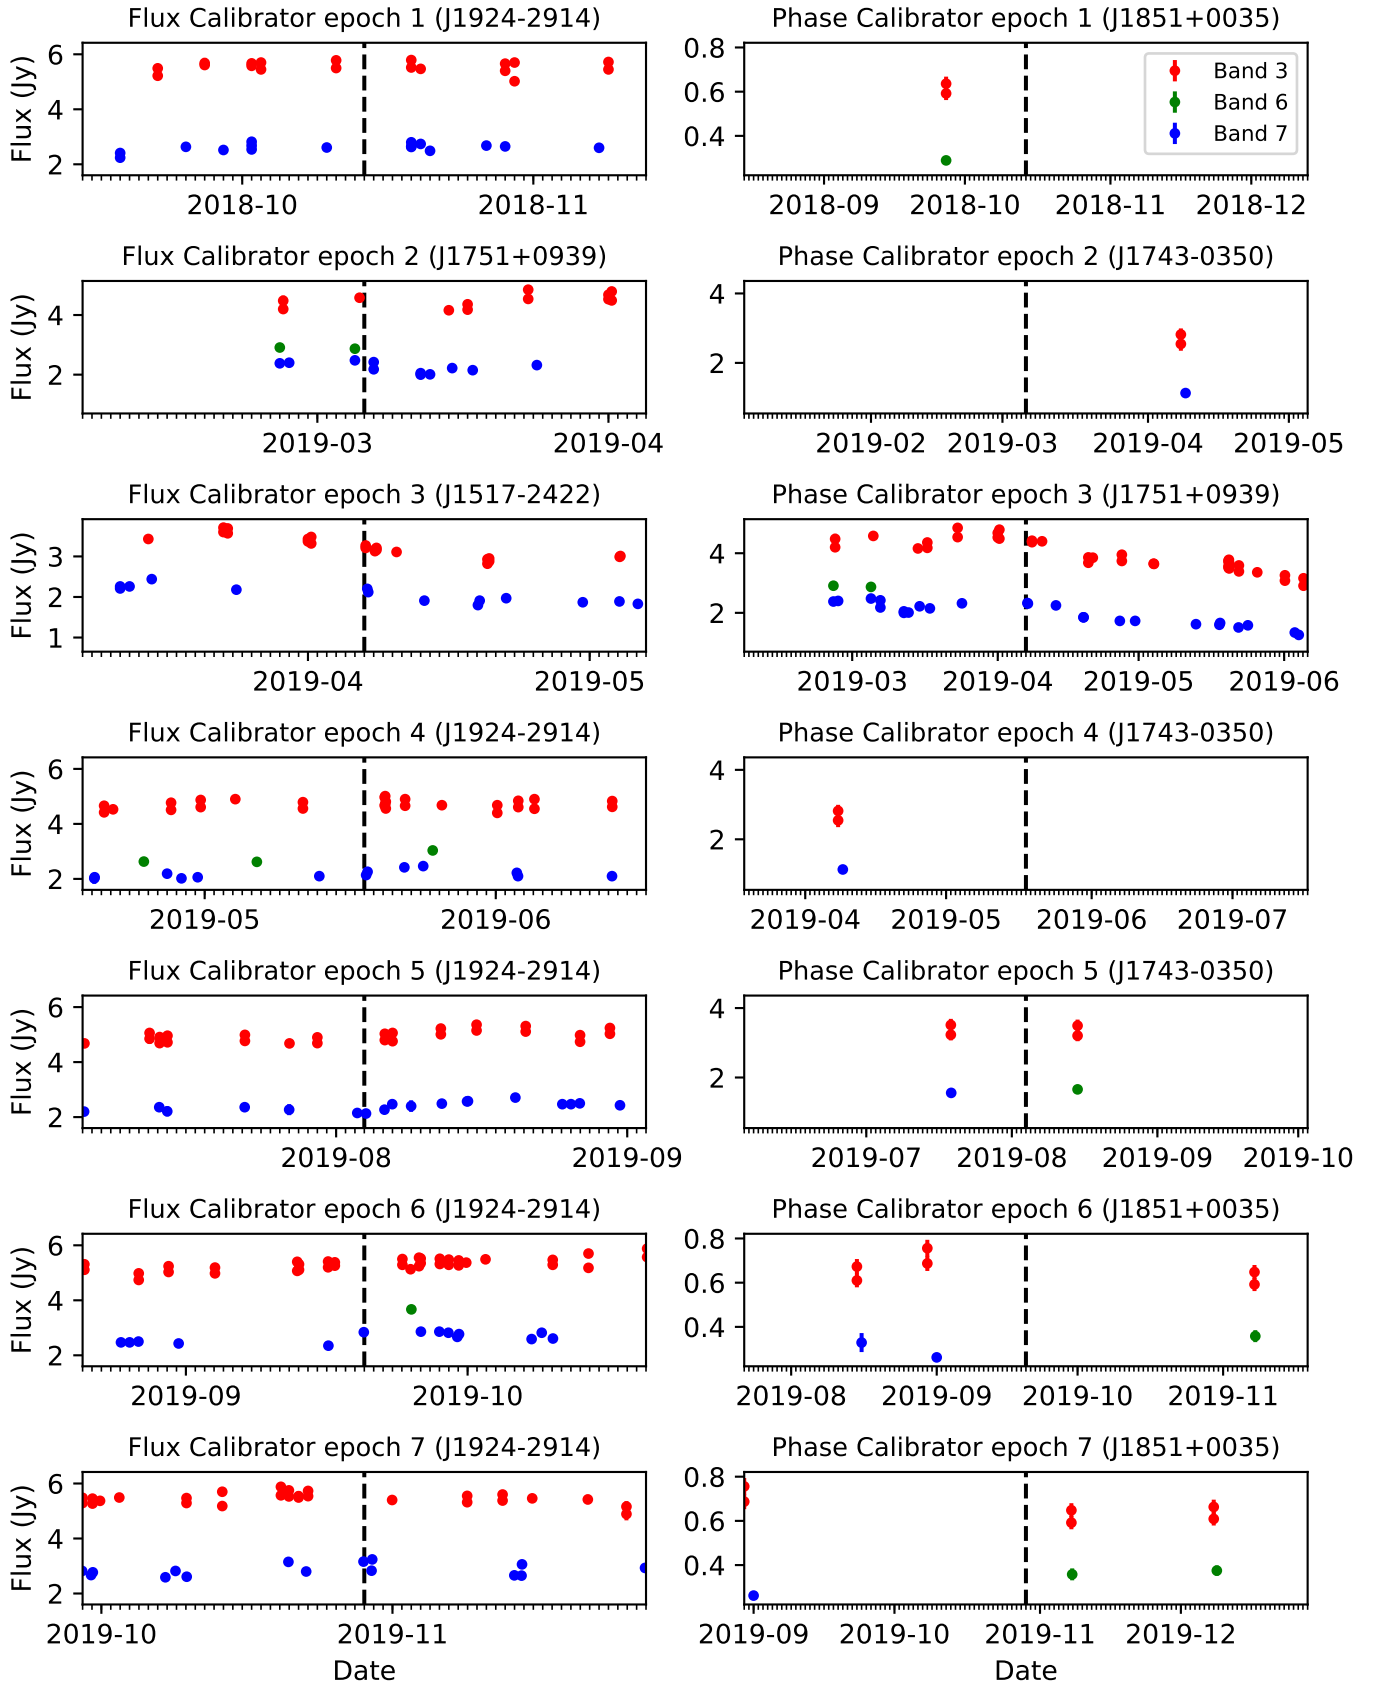 Flux Calibrator epoch 1 (J1924-2914)
Flux (Jy)
6
4
2
2018-10 2018-11
Phase Calibrator epoch 1 (J1851+0035)
0.8
0.6
0.4
Band 3
Band 6
Band 7
2018-09 2018-10 2018-11 2018-12
Flux Calibrator epoch 2 (J1751+0939)
Flux (Jy)
4
2
2019-03 2019-04
Phase Calibrator epoch 2 (J1743-0350)
4
2
2019-02 2019-03 2019-04 2019-05
Flux Calibrator epoch 3 (J1517-2422)
Flux (Jy)
3
2
1
2019-04 2019-05
Phase Calibrator epoch 3 (J1751+0939)
4
2
2019-03 2019-04 2019-05 2019-06
Flux Calibrator epoch 4 (J1924-2914)
Flux (Jy)
6
4
2
2019-05 2019-06
Phase Calibrator epoch 4 (J1743-0350)
4
2
2019-04 2019-05 2019-06 2019-07
Flux Calibrator epoch 5 (J1924-2914)
Flux (Jy)
6
4
2
2019-08 2019-09
Phase Calibrator epoch 5 (J1743-0350)
4
2
2019-07 2019-08 2019-09 2019-10
Flux Calibrator epoch 6 (J1924-2914)
Flux (Jy)
6
4
2
2019-09 2019-10
Phase Calibrator epoch 6 (J1851+0035)
0.8
0.6
0.4
2019-08 2019-09 2019-10 2019-11
Flux Calibrator epoch 7 (J1924-2914)
Flux (Jy)
6
4
2
2019-10 2019-11
Date
Phase Calibrator epoch 7 (J1851+0035)
0.8
0.6
0.4
2019-09 2019-10 2019-11 2019-12
Date